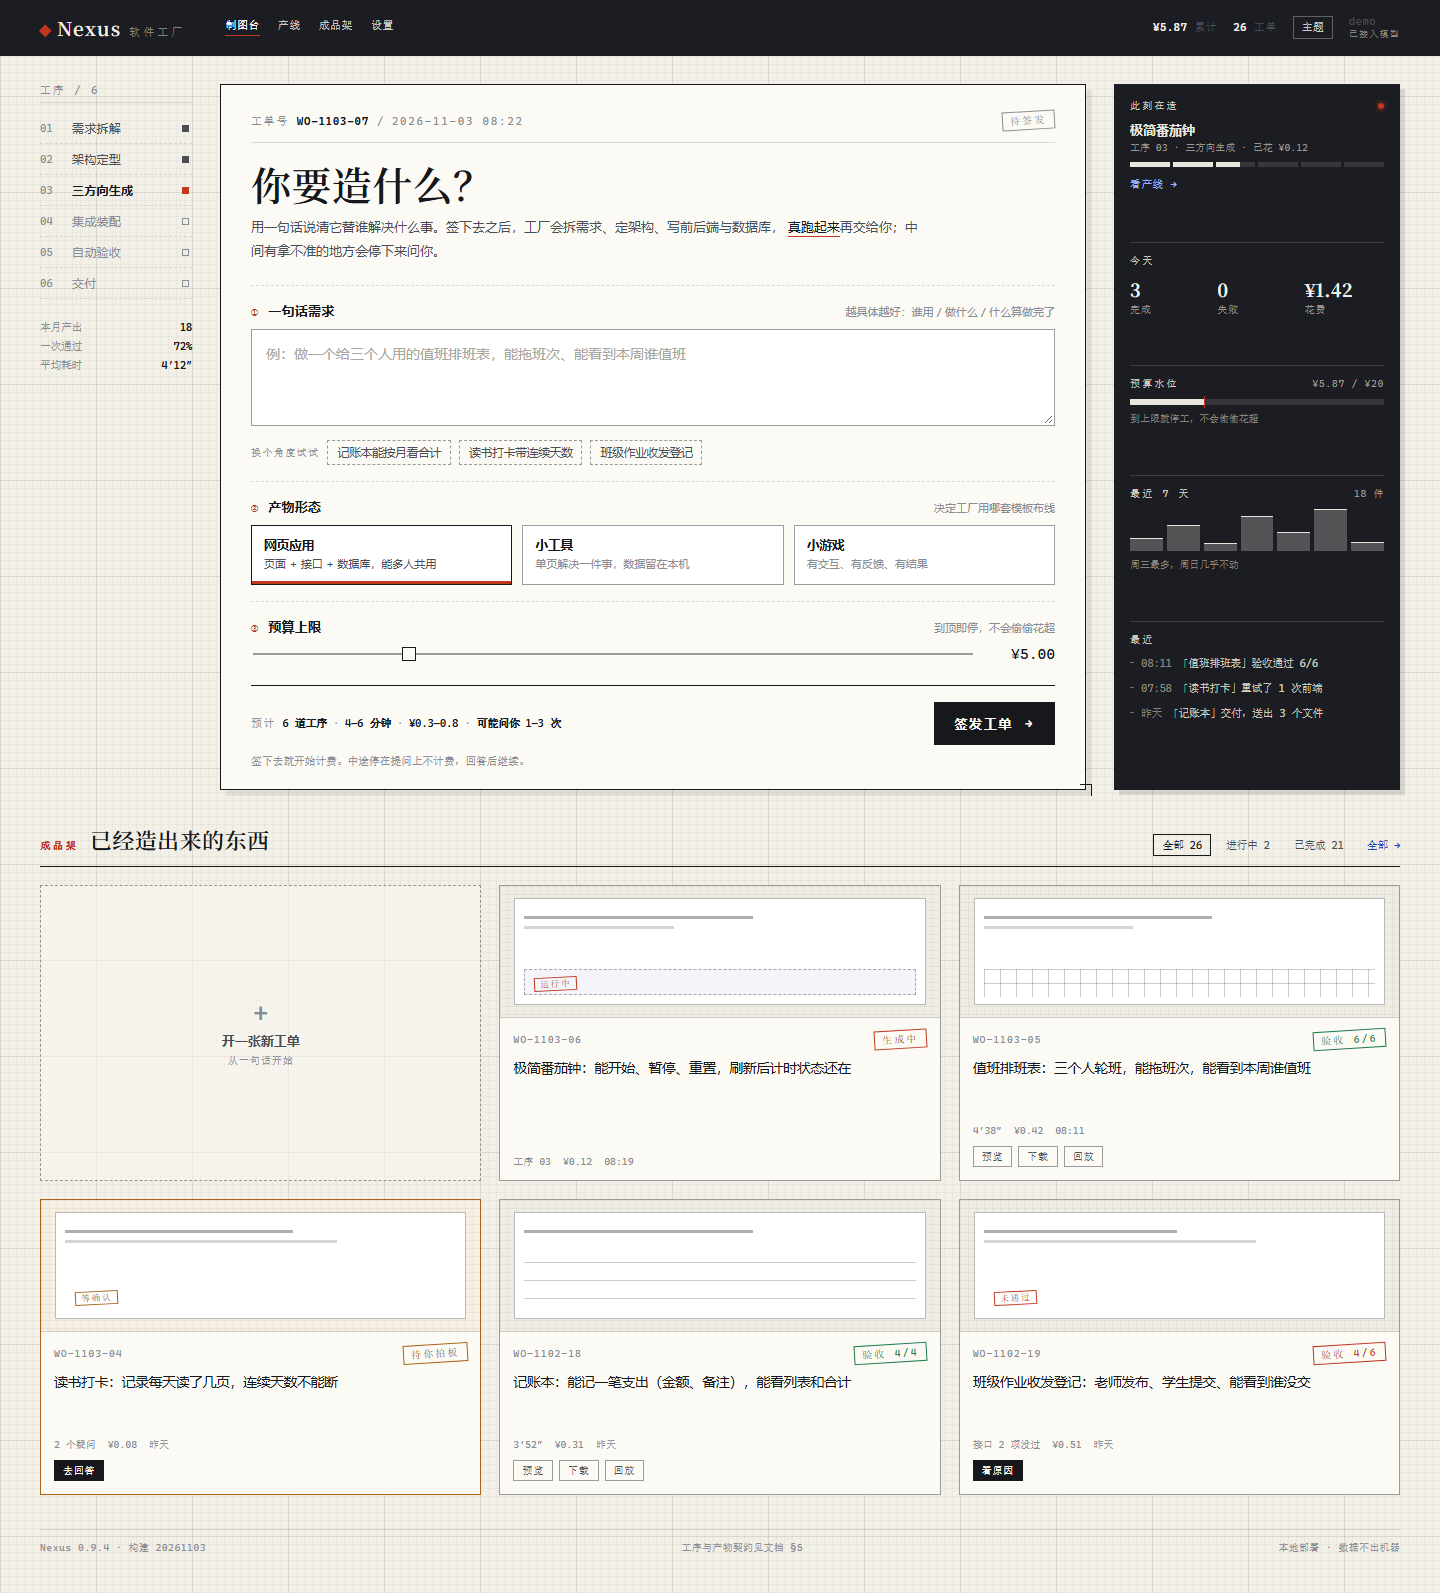 Nexus 软件工厂
制图台 产线 成品架 设置
¥5.87 累计 26 工单 主题 demo 已接入模型
工序 / 6
01 需求拆解
02 架构定型
03 三方向生成
04 集成装配
05 自动验收
06 交付
本月产出 18
一次通过 72%
平均耗时 4'12"
工单号 WO-1103-07 / 2026-11-03 08:22
待签发
你要造什么?
用一句话说清它替谁解决什么事。签下去之后,工厂会拆需求、定架构、写前后端与数据库, 真跑起来再交给你;中
间有拿不准的地方会停下来问你。
① 一句话需求 越具体越好:谁用 / 做什么 / 什么算做完了
例:做一个给三个人用的值班排班表,能拖班次、能看到本周谁值班
换个角度试试 记账本能按月看合计 读书打卡带连续天数 班级作业收发登记
② 产物形态 决定工厂用哪套模板布线
网页应用
页面 + 接口 + 数据库,能多人共用
小工具
单页解决一件事,数据留在本机
小游戏
有交互、有反馈、有结果
③ 预算上限 到顶即停,不会偷偷花超
¥5.00
预计 6 道工序 · 4–6 分钟 · ¥0.3–0.8 · 可能问你 1–3 次
签发工单 →
签下去就开始计费。中途停在提问上不计费,回答后继续。
此刻在造
极简番茄钟
工序 03 · 三方向生成 · 已花 ¥0.12
看产线 →
今天
3 0 ¥1.42
完成 失败 花费
预算水位 ¥5.87 / ¥20
到上限就停工,不会偷偷花超
最近 7 天 18 件
周三最多,周日几乎不动
最近
08:11 「值班排班表」验收通过 6/6
07:58 「读书打卡」重试了 1 次前端
昨天 「记账本」交付,送出 3 个文件
成品架 已经造出来的东西
全部 26 进行中 2 已完成 21 全部 →
+
开一张新工单
从一句话开始
运行中
WO-1103-06 生成中
极简番茄钟:能开始、暂停、重置,刷新后计时状态还在
工序 03 ¥0.12 08:19
WO-1103-05 验收 6/6
值班排班表:三个人轮班,能拖班次,能看到本周谁值班
4'38" ¥0.42 08:11
预览 下载 回放
等确认
WO-1103-04 待你拍板
读书打卡:记录每天读了几页,连续天数不能断
2 个疑问 ¥0.08 昨天
去回答
WO-1102-18 验收 4/4
记账本:能记一笔支出(金额、备注),能看列表和合计
3'52" ¥0.31 昨天
预览 下载 回放
未通过
WO-1102-19 验收 4/6
班级作业收发登记:老师发布、学生提交、能看到谁没交
接口 2 项没过 ¥0.51 昨天
看原因
Nexus 0.9.4 · 构建 20261103
工序与产物契约见文档 §5
本地部署 · 数据不出机器